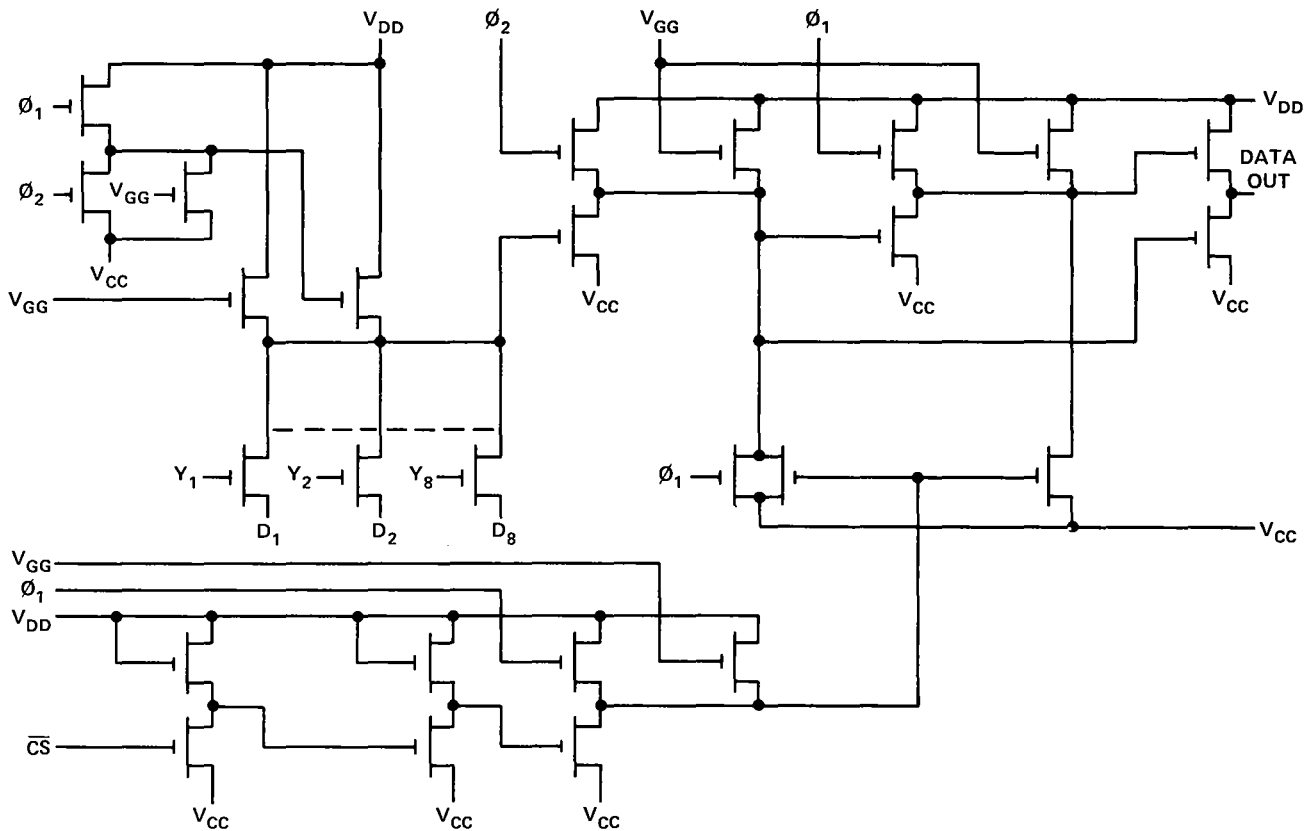 V_DD
Ø_2
V_GG
Ø_1
Ø_1
V_DD
DATA
OUT
Ø_2
V_GG
V_CC
V_GG
V_CC
V_CC
V_CC
Y_1
Y_2
Y_8
Ø_1
D_1
D_2
D_8
V_CC
V_GG
Ø_1
V_DD
C̅S̅
V_CC
V_CC
V_CC